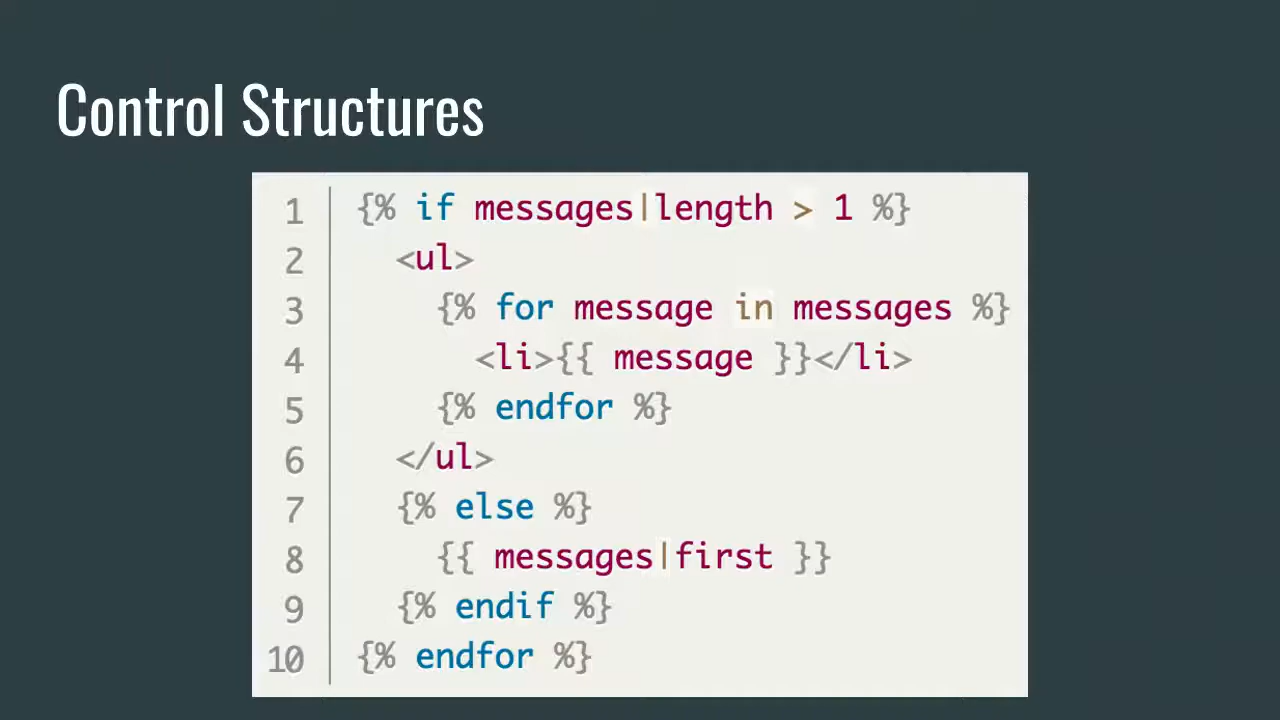 Control Structures
1 {% if messages|length > 1 %}
2 <ul>
3 {% for message in messages %}
4 <li>{{ message }}</li>
5 {% endfor %}
6 </ul>
7 {% else %}
8 {{ messages|first }}
9 {% endif %}
10 {% endfor %}